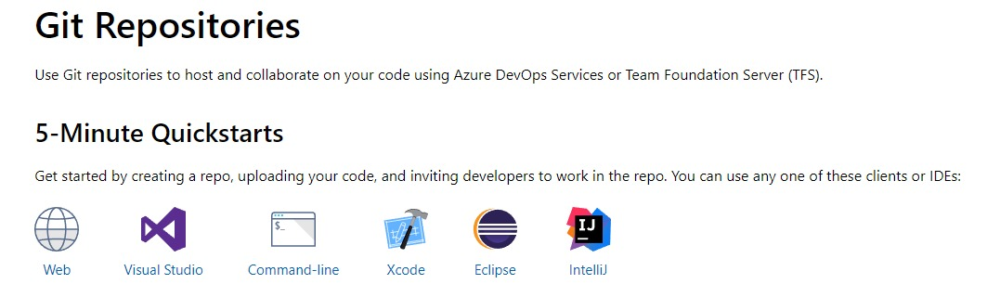 Git Repositories
Use Git repositories to host and collaborate on your code using Azure DevOps Services or Team Foundation Server (TFS).
5-Minute Quickstarts
Get started by creating a repo, uploading your code, and inviting developers to work in the repo. You can use any one of these clients or IDEs:
$_
IJ
Web Visual Studio Command-line Xcode Eclipse IntelliJ